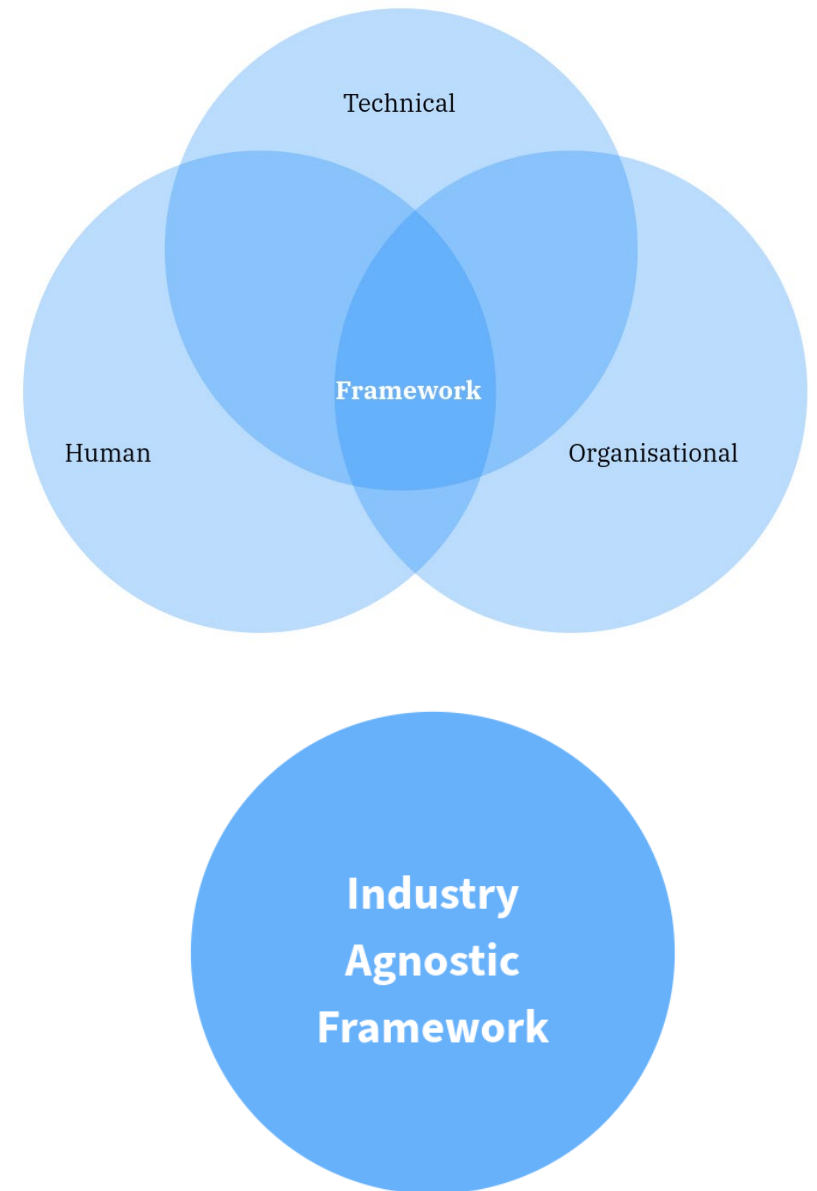 Technical
Framework
Human
Organisational
Industry
Agnostic
Framework